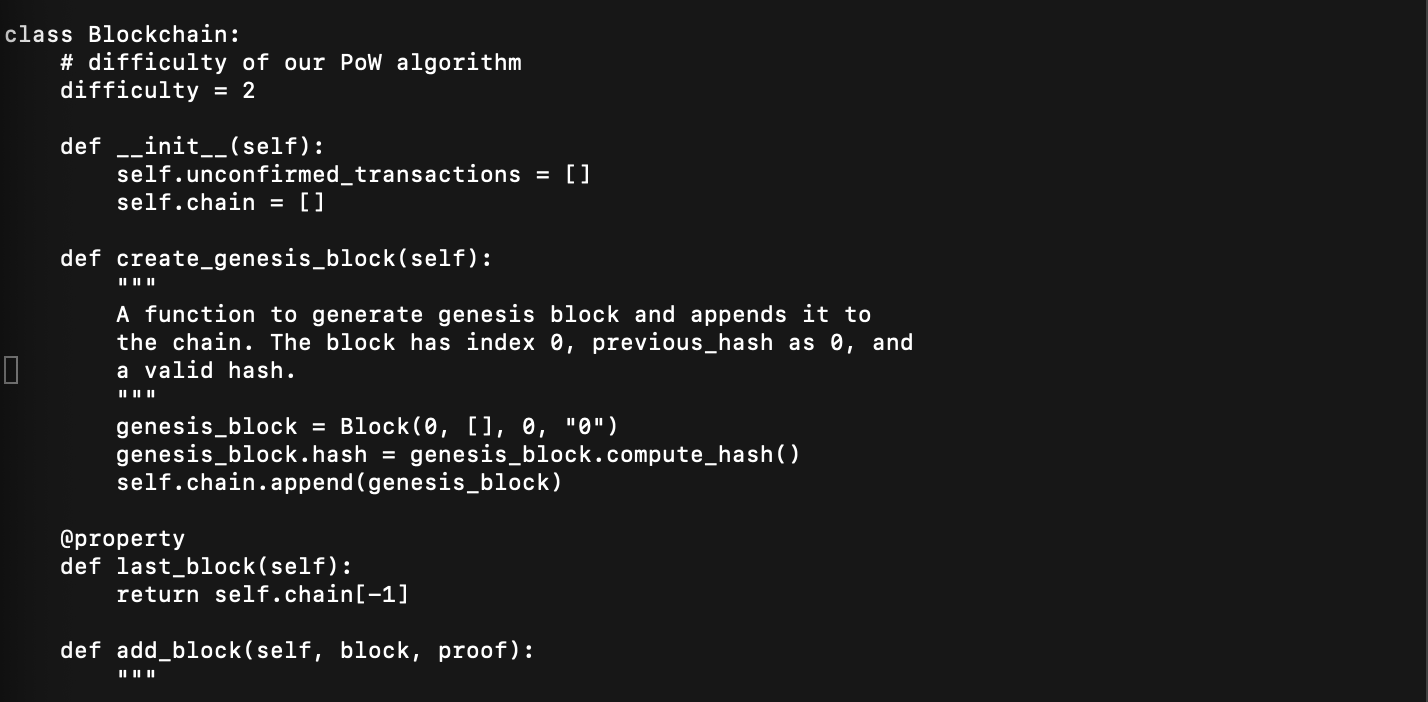 class Blockchain:
    # difficulty of our PoW algorithm
    difficulty = 2

    def __init__(self):
        self.unconfirmed_transactions = []
        self.chain = []

    def create_genesis_block(self):
        """
        A function to generate genesis block and appends it to
        the chain. The block has index 0, previous_hash as 0, and
        a valid hash.
        """
        genesis_block = Block(0, [], 0, "0")
        genesis_block.hash = genesis_block.compute_hash()
        self.chain.append(genesis_block)

    @property
    def last_block(self):
        return self.chain[-1]

    def add_block(self, block, proof):
        """